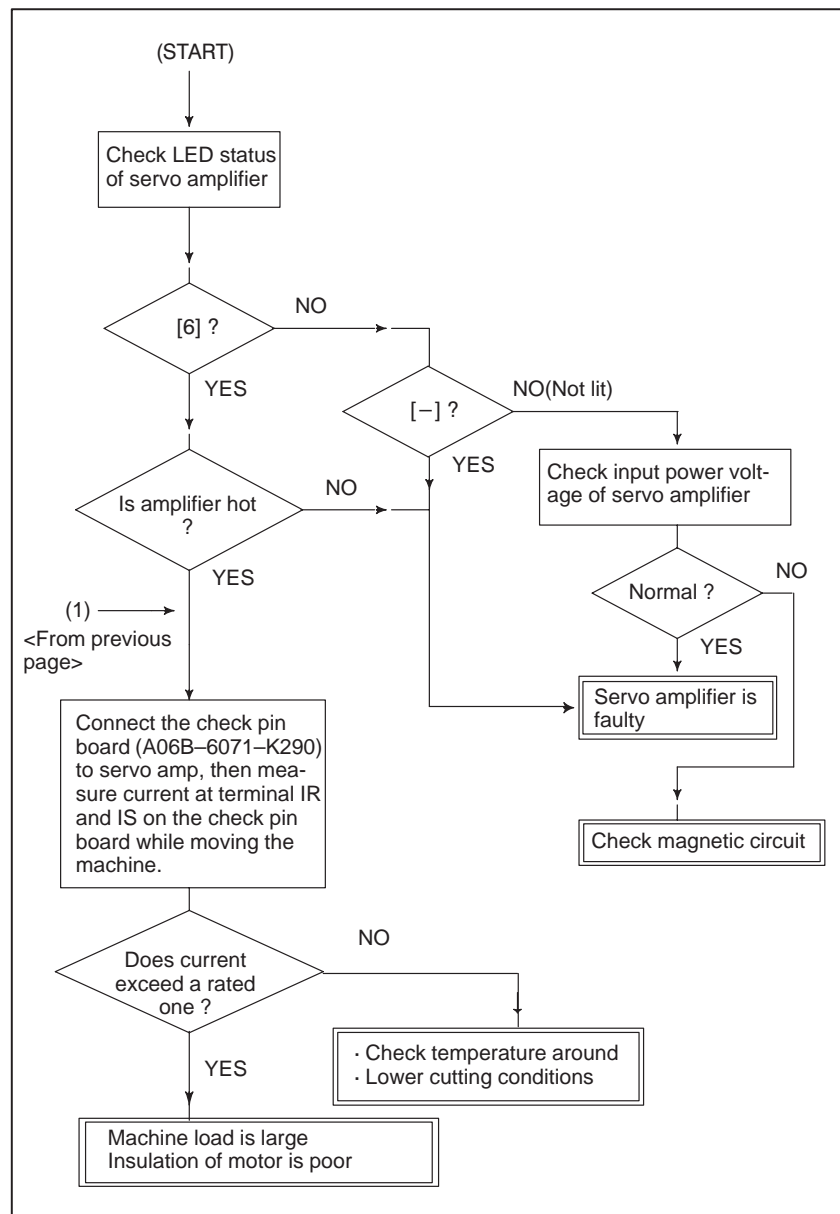 (START)
Check LED status
of servo amplifier
[6] ?
NO
YES
[–] ?
NO(Not lit)
YES
Check input power volt-
age of servo amplifier
Is amplifier hot
?
NO
YES
Normal ?
NO
YES
(1)
<From previous
page>
Servo amplifier is
faulty
Connect the check pin
board (A06B–6071–K290)
to servo amp, then mea-
sure current at terminal IR
and IS on the check pin
board while moving the
machine.
Check magnetic circuit
Does current
exceed a rated
one ?
NO
YES
· Check temperature around
· Lower cutting conditions
Machine load is large
Insulation of motor is poor